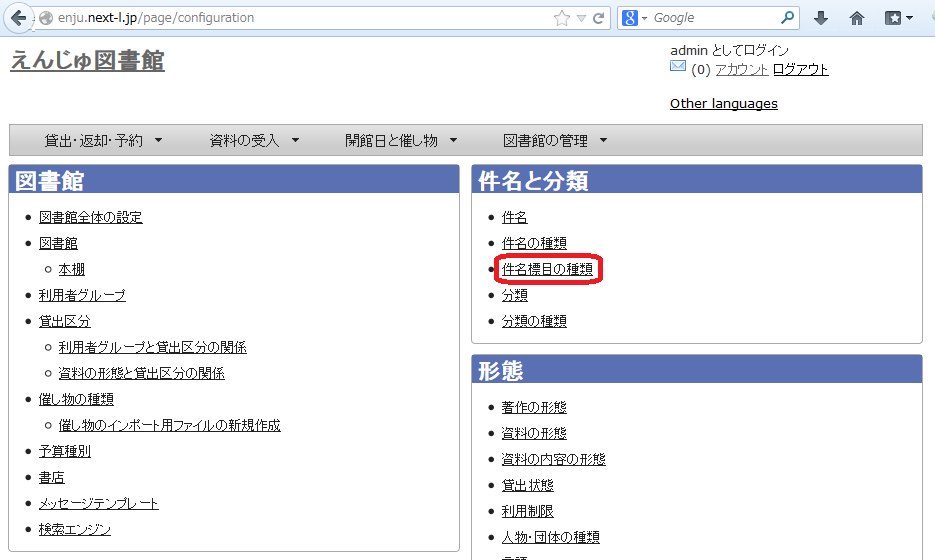 enju.next-l.jp/page/configuration
Google
えんじゅ図書館
admin としてログイン
(0) アカウント ログアウト
Other languages
貸出・返却・予約 資料の受入 開館日と催し物 図書館の管理
図書館
図書館全体の設定
図書館
本棚
利用者グループ
貸出区分
利用者グループと貸出区分の関係
資料の形態と貸出区分の関係
催し物の種類
催し物のインポート用ファイルの新規作成
予算種別
書店
メッセージテンプレート
検索エンジン
件名と分類
件名
件名の種類
件名標目の種類
分類
分類の種類
形態
著作の形態
資料の形態
資料の内容の形態
貸出状態
利用制限
人物・団体の種類